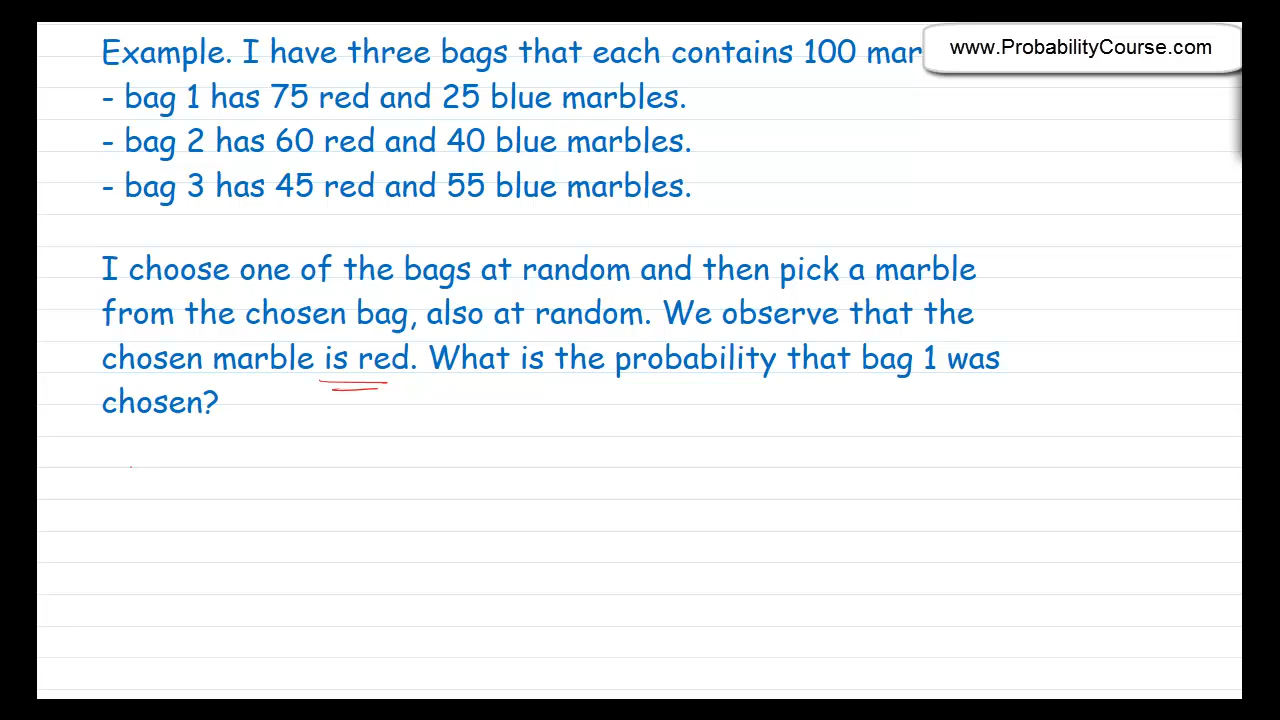 www.ProbabilityCourse.com
Example. I have three bags that each contains 100 mar
- bag 1 has 75 red and 25 blue marbles.
- bag 2 has 60 red and 40 blue marbles.
- bag 3 has 45 red and 55 blue marbles.
I choose one of the bags at random and then pick a marble
from the chosen bag, also at random. We observe that the
chosen marble is red. What is the probability that bag 1 was
chosen?